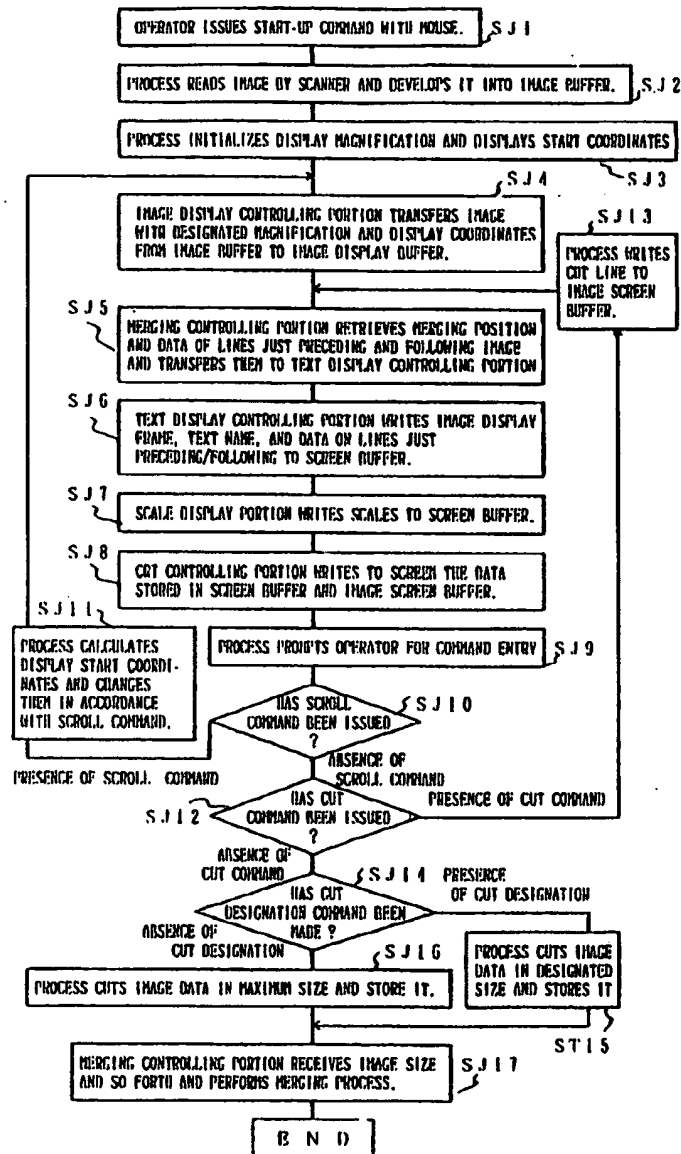 OPERATOR ISSUES START-UP COMMAND WITH MOUSE.
SJ1
PROCESS READS IMAGE BY SCANNER AND DEVELOPS IT INTO IMAGE BUFFER.
SJ2
PROCESS INITIALIZES DISPLAY MAGNIFICATION AND DISPLAYS START COORDINATES
SJ3
SJ4
IMAGE DISPLAY CONTROLLING PORTION TRANSFERS IMAGE
WITH DESIGNATED MAGNIFICATION AND DISPLAY COORDINATES
FROM IMAGE BUFFER TO IMAGE DISPLAY BUFFER.
SJ13
PROCESS WRITES
CUT LINE TO
IMAGE SCREEN
BUFFER.
SJ5
MERGING CONTROLLING PORTION RETRIEVES MERGING POSITION
AND DATA OF LINES JUST PRECEDING AND FOLLOWING IMAGE
AND TRANSFERS THEM TO TEXT DISPLAY CONTROLLING PORTION
SJ6
TEXT DISPLAY CONTROLLING PORTION WRITES IMAGE DISPLAY
FRAME, TEXT NAME, AND DATA ON LINES JUST
PRECEDING/FOLLOWING TO SCREEN BUFFER.
SJ7
SCALE DISPLAY PORTION WRITES SCALES TO SCREEN BUFFER.
SJ8
CRT CONTROLLING PORTION WRITES TO SCREEN THE DATA
STORED IN SCREEN BUFFER AND IMAGE SCREEN BUFFER.
SJ11
PROCESS CALCULATES
DISPLAY START COORDI-
NATES AND CHANGES
THEM IN ACCORDANCE
WITH SCROLL COMMAND.
PROCESS PROMPTS OPERATOR FOR COMMAND ENTRY
SJ9
HAS SCROLL
COMMAND BEEN ISSUED
?
SJ10
PRESENCE OF SCROLL COMMAND
ABSENCE OF
SCROLL COMMAND
SJ12
HAS CUT
COMMAND BEEN ISSUED
?
PRESENCE OF CUT COMMAND
ABSENCE OF
CUT COMMAND
SJ14
HAS CUT
DESIGNATION COMMAND BEEN
MADE ?
PRESENCE
OF CUT DESIGNATION
ABSENCE OF
CUT DESIGNATION
SJ16
PROCESS CUTS IMAGE DATA IN MAXIMUM SIZE AND STORE IT.
PROCESS CUTS IMAGE
DATA IN DESIGNATED
SIZE AND STORES IT
ST15
MERGING CONTROLLING PORTION RECEIVES IMAGE SIZE
AND SO FORTH AND PERFORMS MERGING PROCESS.
SJ17
END